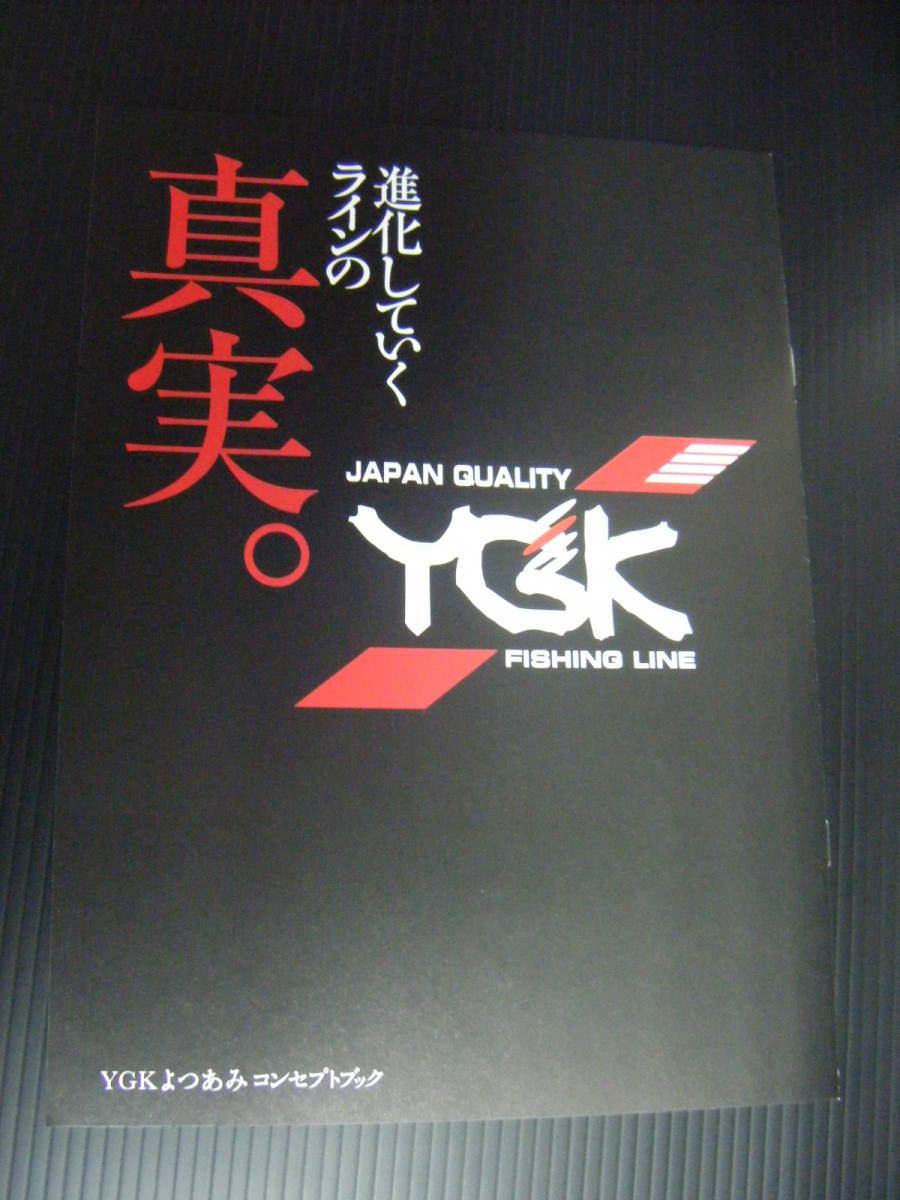 進化していく
ラインの
真実。
JAPAN QUALITY
YGK
FISHING LINE
YGKよつあみ コンセプトブック